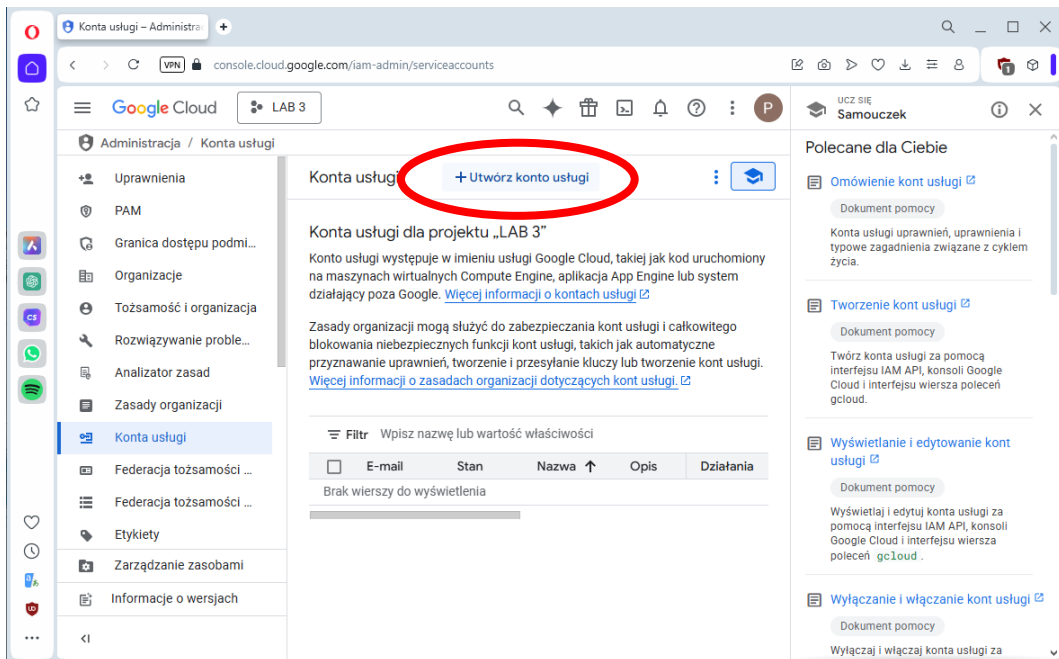 Konta usługi – Administra
VPN
console.cloud.google.com/iam-admin/serviceaccounts
1
Google Cloud
LAB 3
P
Administracja / Konta usługi
Uprawnienia
PAM
Granica dostępu podmi...
Organizacje
Tożsamość i organizacja
Rozwiązywanie proble...
Analizator zasad
Zasady organizacji
Konta usługi
Federacja tożsamości ...
Federacja tożsamości ...
Etykiety
Zarządzanie zasobami
Informacje o wersjach
Konta usługi
+ Utwórz konto usługi
Konta usługi dla projektu „LAB 3”
Konto usługi występuje w imieniu usługi Google Cloud, takiej jak kod uruchomiony
na maszynach wirtualnych Compute Engine, aplikacja App Engine lub system
działający poza Google. Więcej informacji o kontach usługi
Zasady organizacji mogą służyć do zabezpieczania kont usługi i całkowitego
blokowania niebezpiecznych funkcji kont usługi, takich jak automatyczne
przyznawanie uprawnień, tworzenie i przesyłanie kluczy lub tworzenie kont usługi.
Więcej informacji o zasadach organizacji dotyczących kont usługi.
Filtr Wpisz nazwę lub wartość właściwości
E-mail Stan Nazwa Opis Działania
Brak wierszy do wyświetlenia
UCZ SIĘ
Samouczek
Polecane dla Ciebie
Omówienie kont usługi
Dokument pomocy
Konta usługi uprawnień, uprawnienia i
typowe zagadnienia związane z cyklem
życia.
Tworzenie kont usługi
Dokument pomocy
Twórz konta usługi za pomocą
interfejsu IAM API, konsoli Google
Cloud i interfejsu wiersza poleceń
gcloud.
Wyświetlanie i edytowanie kont
usługi
Dokument pomocy
Wyświetlaj i edytuj konta usługi za
pomocą interfejsu IAM API, konsoli
Google Cloud i interfejsu wiersza
poleceń gcloud .
Wyłączanie i włączanie kont usługi
Dokument pomocy
Wyłączaj i włączaj konta usługi za
CS